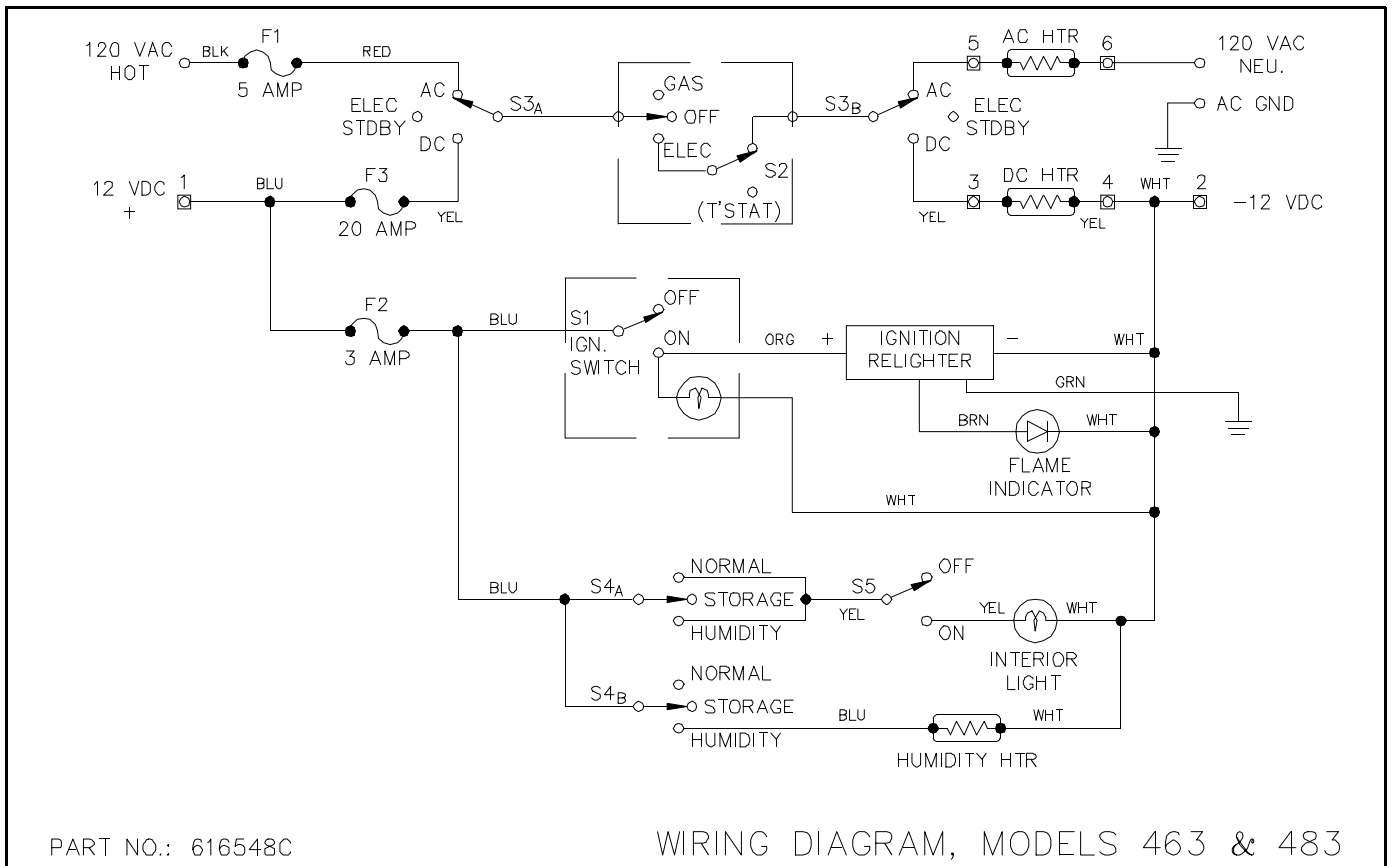 F1
120 VAC HOT
BLK
5 AMP
RED
AC
ELEC STDBY
DC
S3A
GAS
OFF
ELEC
S2
(T'STAT)
S3B
AC
ELEC STDBY
DC
5
AC HTR
6
120 VAC NEU.
AC GND
12 VDC +
1
BLU
F3
20 AMP
YEL
YEL
3
DC HTR
4
YEL
WHT
2
-12 VDC
F2
3 AMP
BLU
S1
IGN. SWITCH
OFF
ON
ORG
+
IGNITION RELIGHTER
-
WHT
GRN
BRN
WHT
FLAME INDICATOR
WHT
BLU
S4A
NORMAL
STORAGE
HUMIDITY
YEL
S5
OFF
ON
YEL
WHT
INTERIOR LIGHT
S4B
NORMAL
STORAGE
HUMIDITY
BLU
WHT
HUMIDITY HTR
PART NO.: 616548C
WIRING DIAGRAM, MODELS 463 & 483